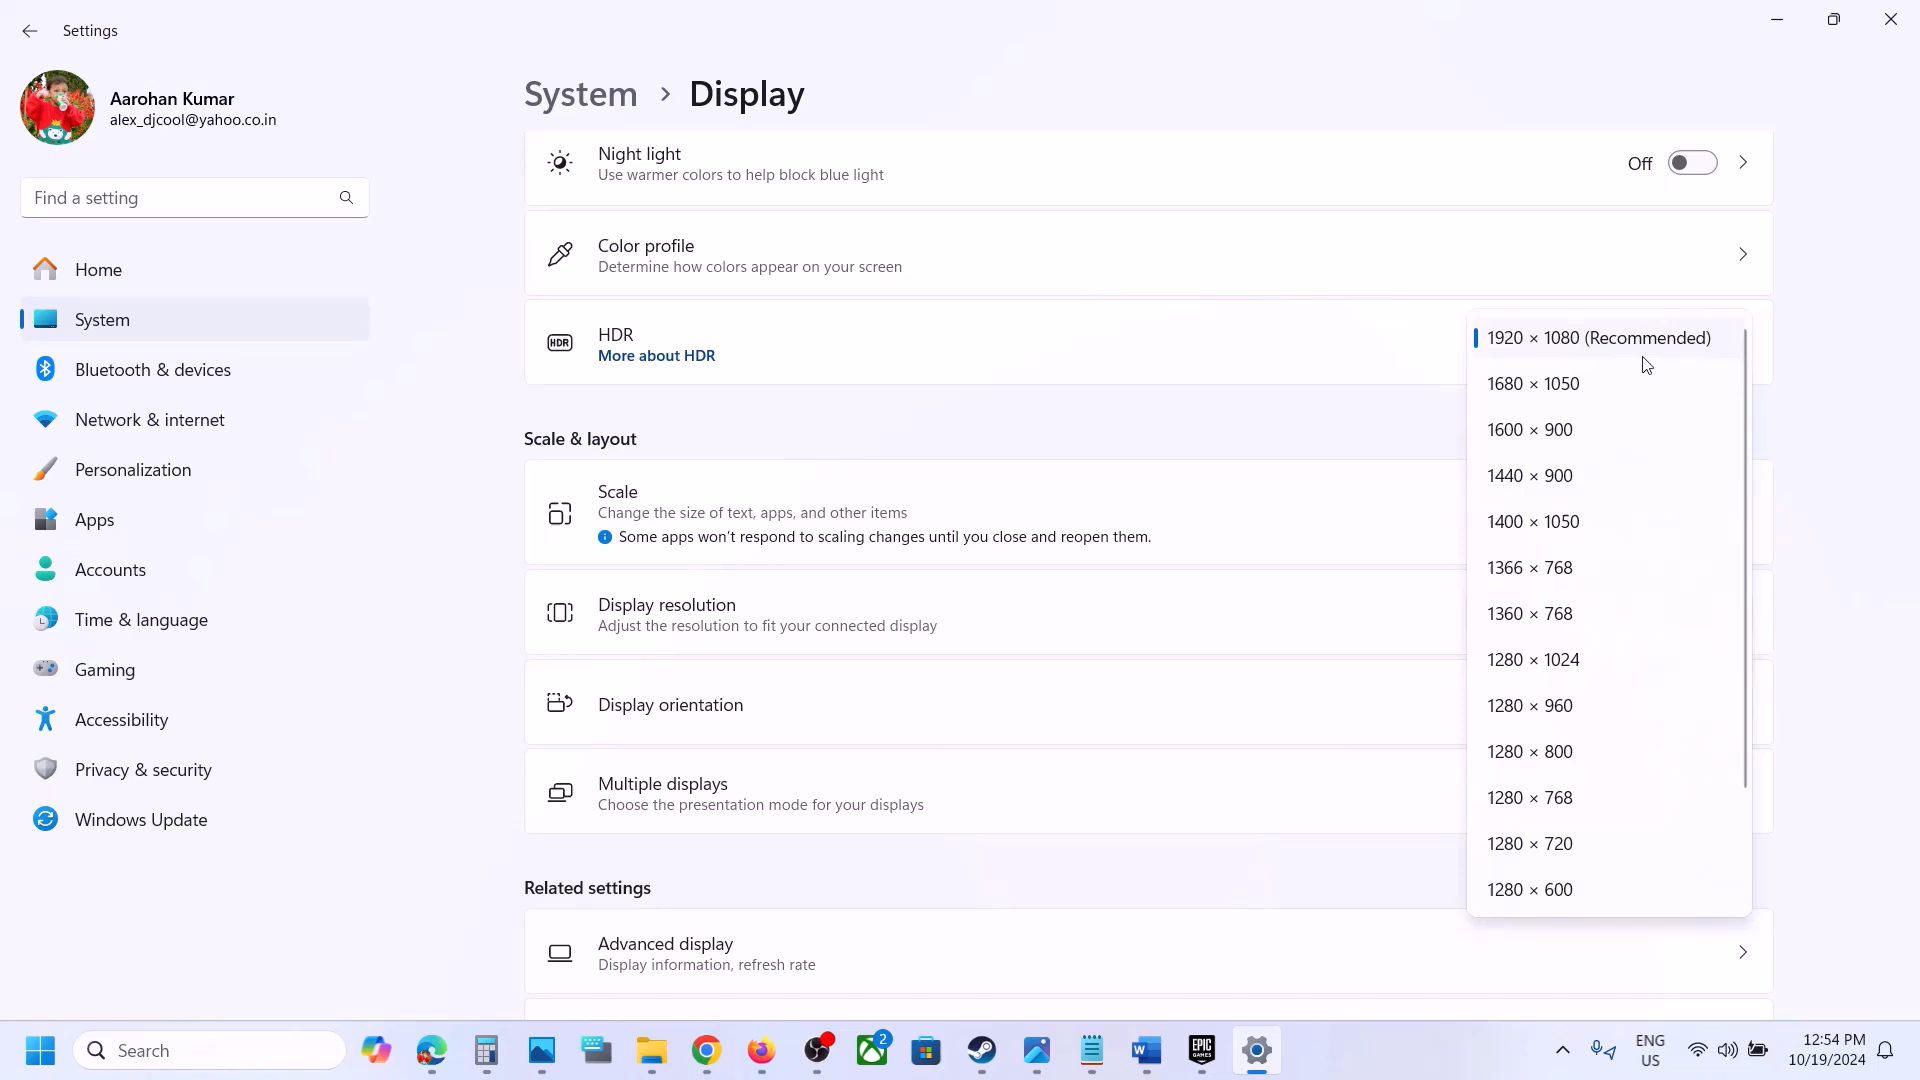 Settings
Aarohan Kumar
alex_djcool@yahoo.co.in
Find a setting
Home
System
Bluetooth & devices
Network & internet
Personalization
Apps
Accounts
Time & language
Gaming
Accessibility
Privacy & security
Windows Update
System > Display
Night light
Use warmer colors to help block blue light
Off
Color profile
Determine how colors appear on your screen
HDR
HDR
More about HDR
Scale & layout
Scale
Change the size of text, apps, and other items
Some apps won't respond to scaling changes until you close and reopen them.
Display resolution
Adjust the resolution to fit your connected display
Display orientation
Multiple displays
Choose the presentation mode for your displays
Related settings
Advanced display
Display information, refresh rate
1920 × 1080 (Recommended)
1680 × 1050
1600 × 900
1440 × 900
1400 × 1050
1366 × 768
1360 × 768
1280 × 1024
1280 × 960
1280 × 800
1280 × 768
1280 × 720
1280 × 600
Search
2
EPIC
GAMES
ENG
US
12:54 PM
10/19/2024